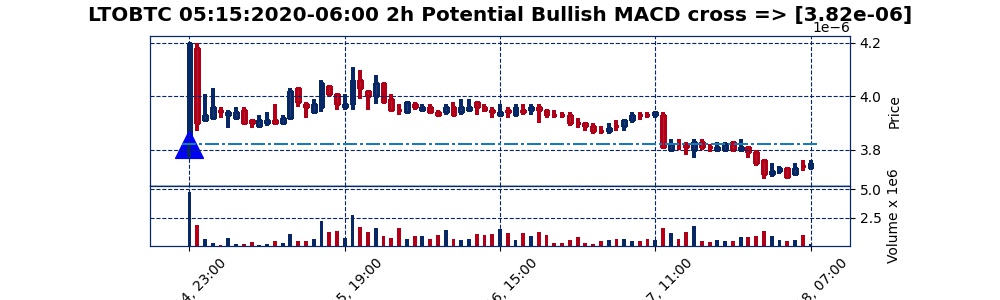 LTOBTC 05:15:2020-06:00 2h Potential Bullish MACD cross => [3.82e-06]
1e−6
4.2
4.0
3.8
Price
5.0
2.5
Volume x 1e6
4, 23:00
5, 19:00
6, 15:00
7, 11:00
8, 07:00